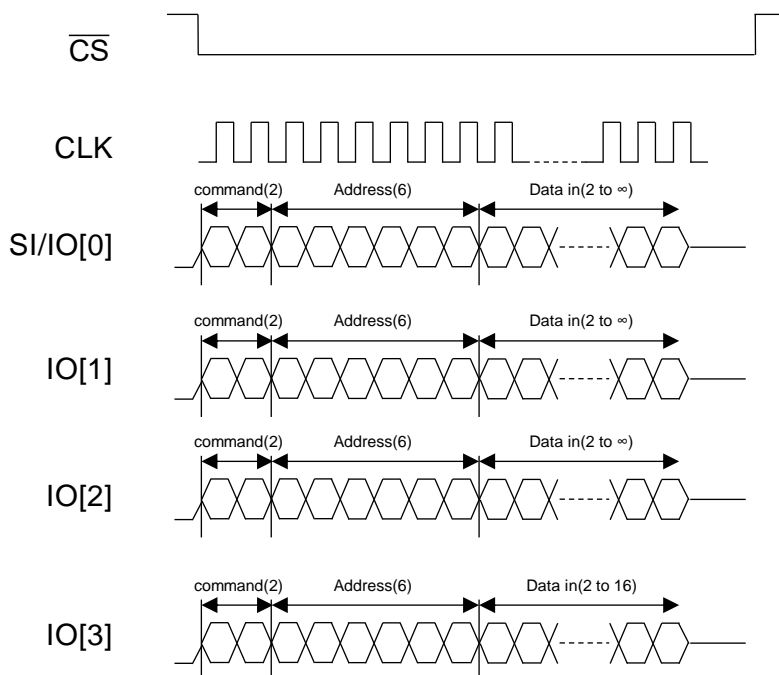 CS
CLK
command(2) Address(6) Data in(2 to ∞)
SI/IO[0]
command(2) Address(6) Data in(2 to ∞)
IO[1]
command(2) Address(6) Data in(2 to ∞)
IO[2]
command(2) Address(6) Data in(2 to 16)
IO[3]